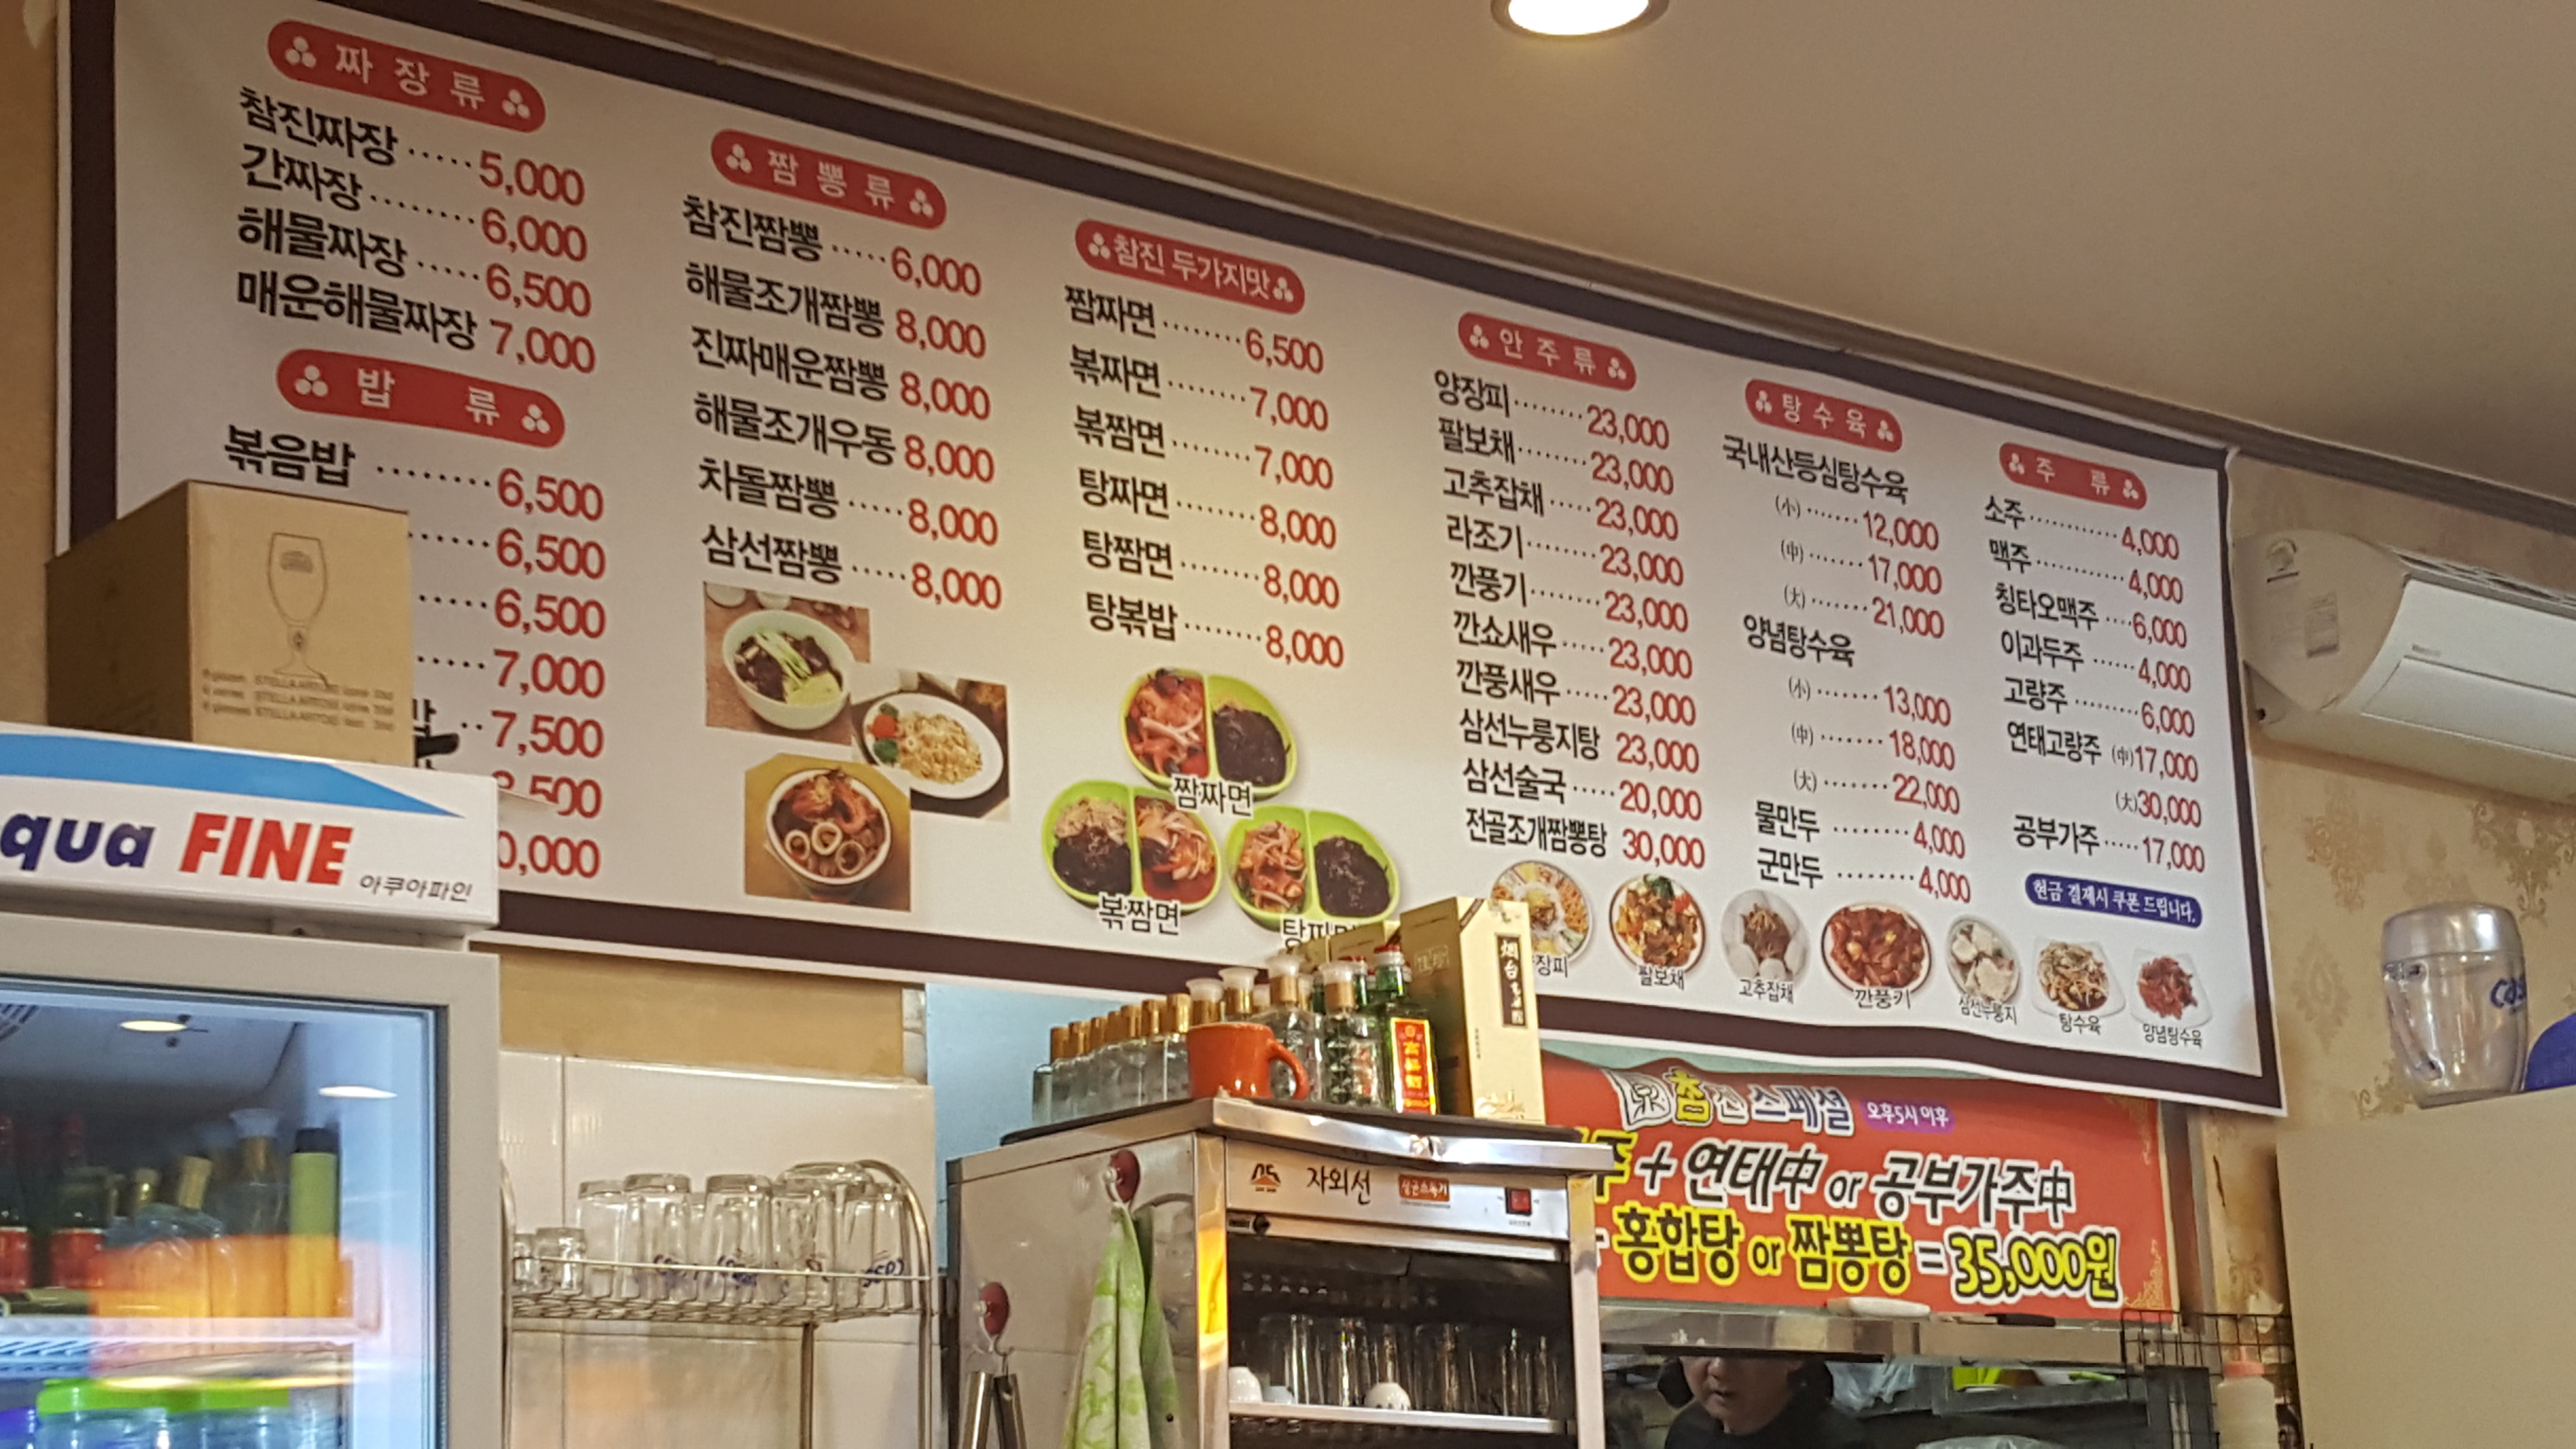 짜장류
참진짜장 ····· 5,000
간짜장 ········ 6,000
해물짜장 ····· 6,500
매운해물짜장 7,000
밥 류
볶음밥 ········ 6,500
6,500
6,500
7,000
7,500
짬뽕류
참진짬뽕 ····· 6,000
해물조개짬뽕 8,000
진짜매운짬뽕 8,000
해물조개우동 8,000
차돌짬뽕 ····· 8,000
삼선짬뽕 ····· 8,000
참진 두가지맛
짬짜면 ········ 6,500
볶짜면 ········ 7,000
볶짬면 ········ 7,000
탕짜면 ········ 8,000
탕짬면 ········ 8,000
탕볶밥 ········ 8,000
짬짜면
볶짬면
안주류
양장피 ········ 23,000
팔보채 ········ 23,000
고추잡채 ····· 23,000
라조기 ········ 23,000
깐풍기 ········ 23,000
깐쇼새우 ····· 23,000
깐풍새우 ····· 23,000
삼선누룽지탕 23,000
삼선술국 ····· 20,000
전골조개짬뽕탕 30,000
탕수육
국내산등심탕수육
(小) ······· 12,000
(中) ······· 17,000
(大) ······· 21,000
양념탕수육
(小) ······· 13,000
(中) ······· 18,000
(大) ······· 22,000
물만두 ········ 4,000
군만두 ········ 4,000
주 류
소주 ············ 4,000
맥주 ············ 4,000
칭타오맥주 ···· 6,000
이과두주 ······ 4,000
고량주 ········· 6,000
연태고량주 (中)17,000
(大)30,000
공부가주 ····· 17,000
현금 결제시 쿠폰 드립니다.
팔보채
고추잡채
깐풍기
삼선누룽지
탕수육
양념탕수육
qua FINE
아쿠아파인
자외선
참진스페셜 오후5시 이후
+ 연태中 or 공부가주中
홍합탕 or 짬뽕탕 = 35,000원